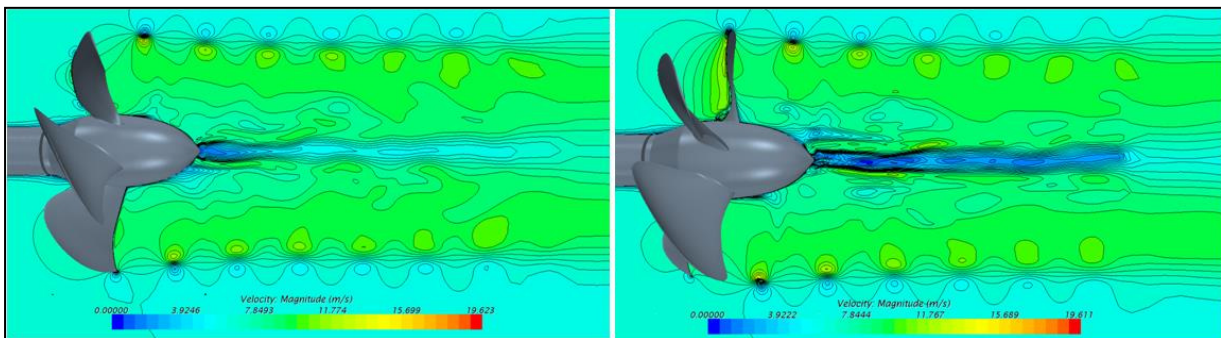 Velocity: Magnitude (m/s)
0.00000 3.9246 7.8493 11.774 15.699 19.623
Velocity: Magnitude (m/s)
0.00000 3.9222 7.8444 11.767 15.689 19.611